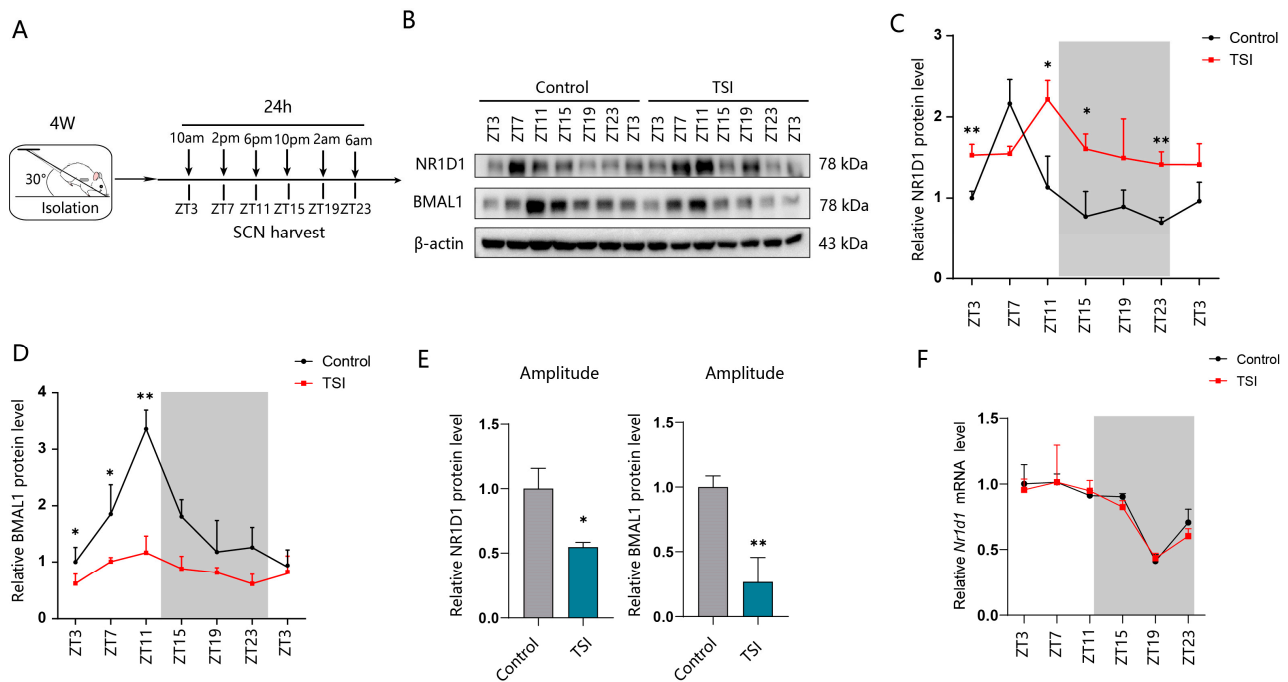 A
4W
30°
Isolation
24h
10am 2pm 6pm 10pm 2am 6am
ZT3 ZT7 ZT11 ZT15 ZT19 ZT23
SCN harvest
B
Control TSI
ZT3 ZT7 ZT11 ZT15 ZT19 ZT23 ZT3 ZT3 ZT7 ZT11 ZT15 ZT19 ZT23 ZT3
NR1D1 78 kDa
BMAL1 78 kDa
β-actin 43 kDa
C
Control
TSI
Relative NR1D1 protein level
3
2
1
0
** * * **
ZT3 ZT7 ZT11 ZT15 ZT19 ZT23 ZT3
D
Control
TSI
Relative BMAL1 protein level
4
3
2
1
0
* * **
ZT3 ZT7 ZT11 ZT15 ZT19 ZT23 ZT3
E
Amplitude
Relative NR1D1 protein level
1.5
1.0
0.5
0.0
*
Control TSI
Amplitude
Relative BMAL1 protein level
1.5
1.0
0.5
0.0
**
Control TSI
F
Control
TSI
Relative Nr1d1 mRNA level
1.5
1.0
0.5
0.0
ZT3 ZT7 ZT11 ZT15 ZT19 ZT23